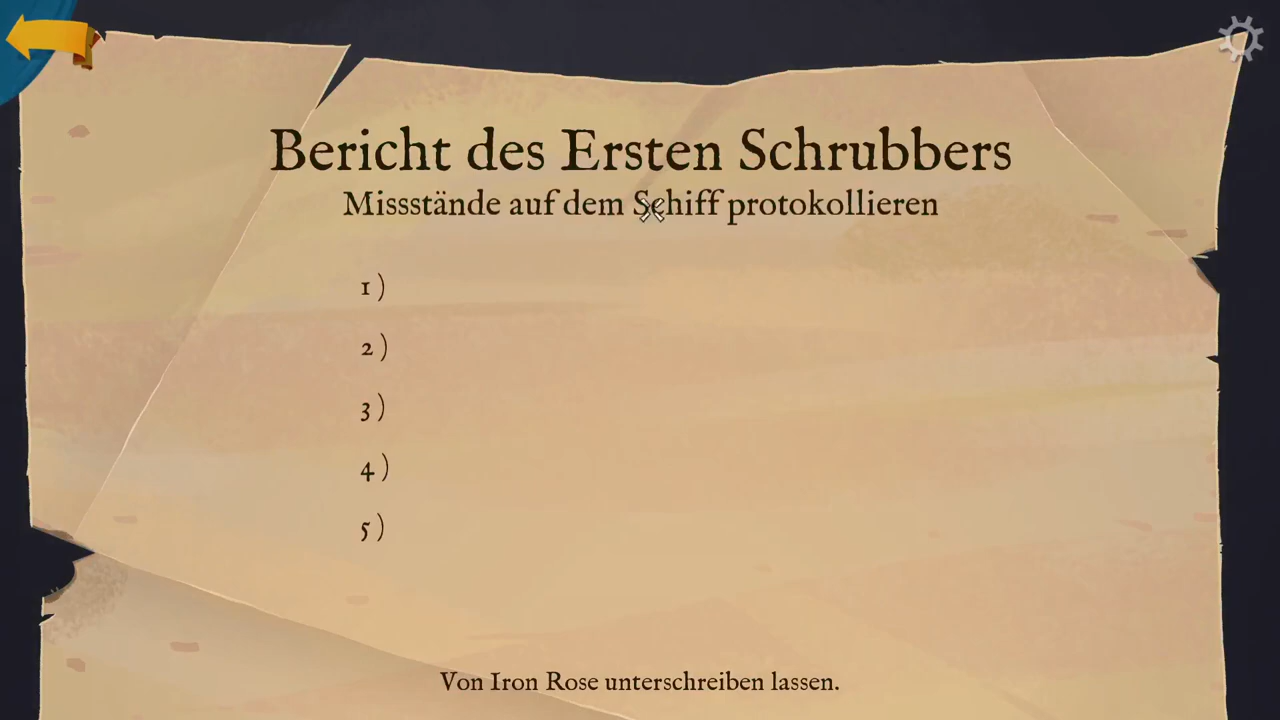 Bericht des Ersten Schrubbers
Missstände auf dem Schiff protokollieren
1 )
2 )
3 )
4 )
5 )
Von Iron Rose unterschreiben lassen.